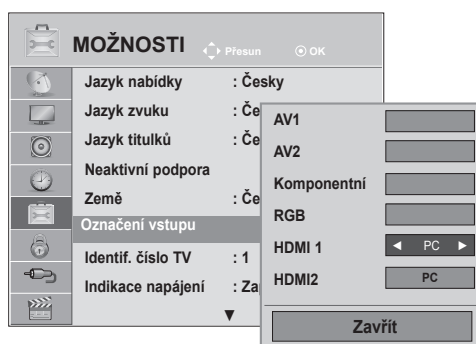 MOŽNOSTI Přesun OK
Jazyk nabídky : Česky
Jazyk zvuku : Če
Jazyk titulků : Če
Neaktivní podpora
Země : Če
Označení vstupu
Identif. číslo TV : 1
Indikace napájení : Za
AV1
AV2
Komponentní
RGB
HDMI 1 ◄ PC ►
HDMI2 PC
Zavřít